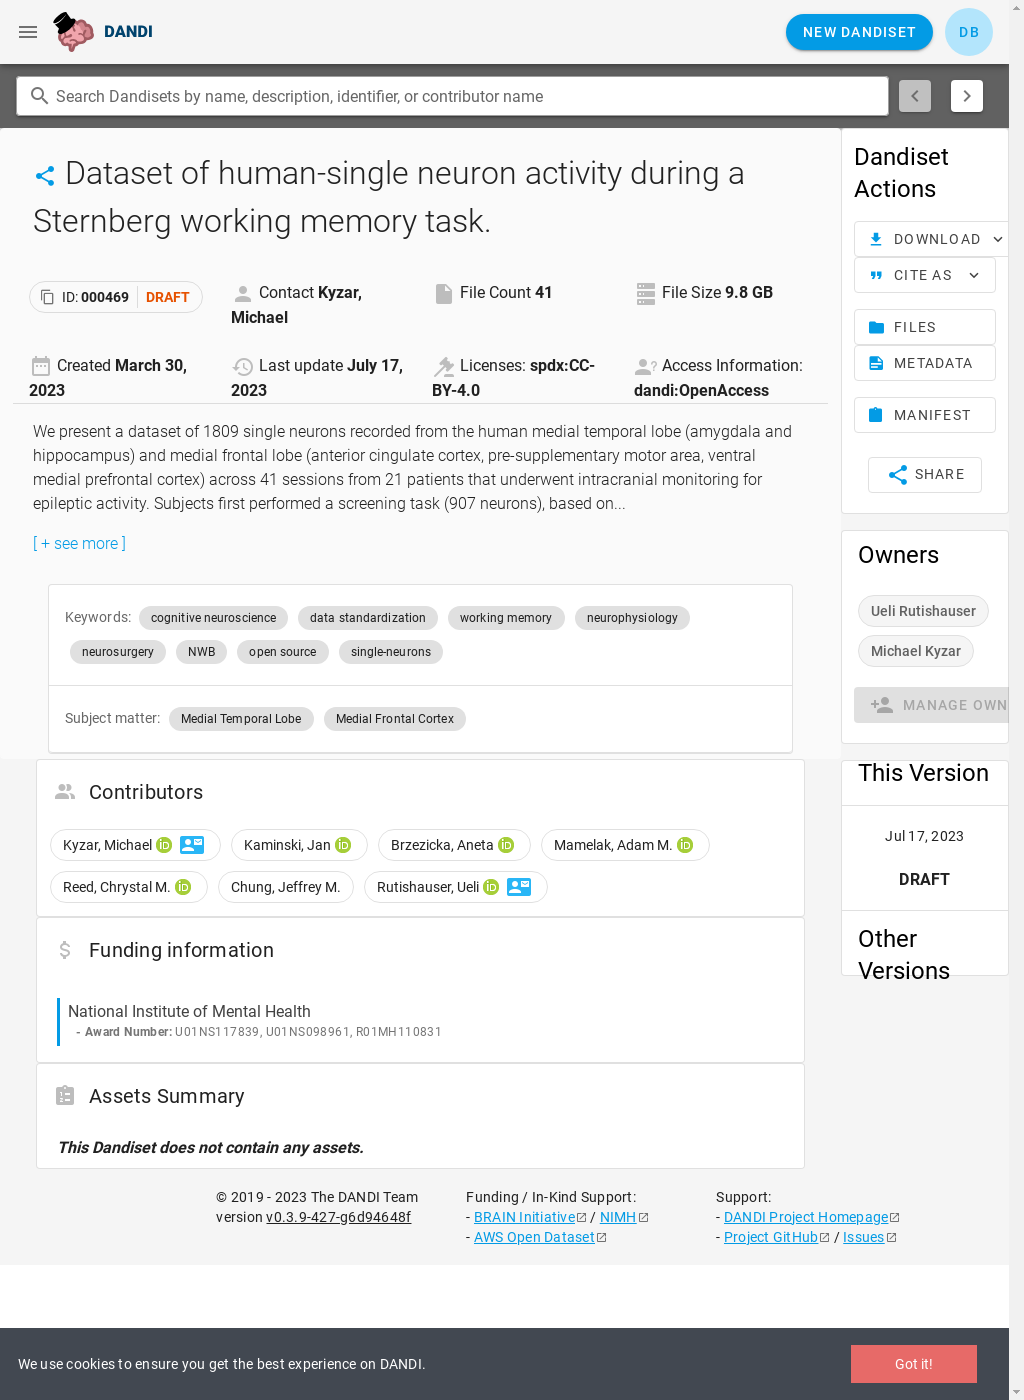 DANDI
NEW DANDISET
DB
Search Dandisets by name, description, identifier, or contributor name
Dataset of human-single neuron activity during a
Sternberg working memory task.
ID: 000469 DRAFT
Contact Kyzar,
Michael
File Count 41
File Size 9.8 GB
Created March 30,
2023
Last update July 17,
2023
Licenses: spdx:CC-
BY-4.0
Access Information:
dandi:OpenAccess
We present a dataset of 1809 single neurons recorded from the human medial temporal lobe (amygdala and
hippocampus) and medial frontal lobe (anterior cingulate cortex, pre-supplementary motor area, ventral
medial prefrontal cortex) across 41 sessions from 21 patients that underwent intracranial monitoring for
epileptic activity. Subjects first performed a screening task (907 neurons), based on...
[ + see more ]
Keywords: cognitive neuroscience data standardization working memory neurophysiology
neurosurgery NWB open source single-neurons
Subject matter: Medial Temporal Lobe Medial Frontal Cortex
Contributors
Kyzar, Michael Kaminski, Jan Brzezicka, Aneta Mamelak, Adam M.
Reed, Chrystal M. Chung, Jeffrey M. Rutishauser, Ueli
Funding information
National Institute of Mental Health
- Award Number: U01NS117839, U01NS098961, R01MH110831
Assets Summary
This Dandiset does not contain any assets.
Dandiset
Actions
DOWNLOAD
CITE AS
FILES
METADATA
MANIFEST
SHARE
Owners
Ueli Rutishauser
Michael Kyzar
MANAGE OWN
This Version
Jul 17, 2023
DRAFT
Other
Versions
© 2019 - 2023 The DANDI Team
version v0.3.9-427-g6d94648f
Funding / In-Kind Support:
- BRAIN Initiative / NIMH
- AWS Open Dataset
Support:
- DANDI Project Homepage
- Project GitHub / Issues
We use cookies to ensure you get the best experience on DANDI.
Got it!